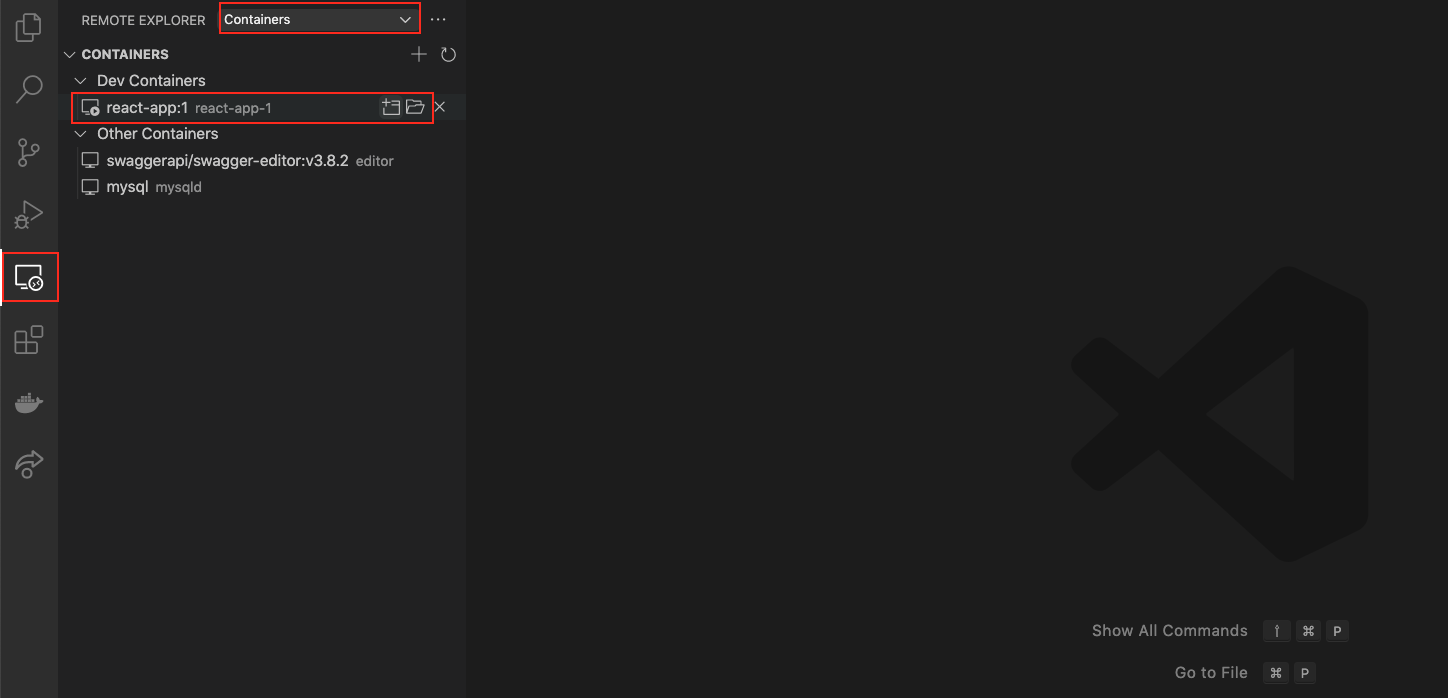 REMOTE EXPLORER Containers
CONTAINERS
Dev Containers
react-app:1 react-app-1
Other Containers
swaggerapi/swagger-editor:v3.8.2 editor
mysql mysqld
Show All Commands ⇧ ⌘ P
Go to File ⌘ P